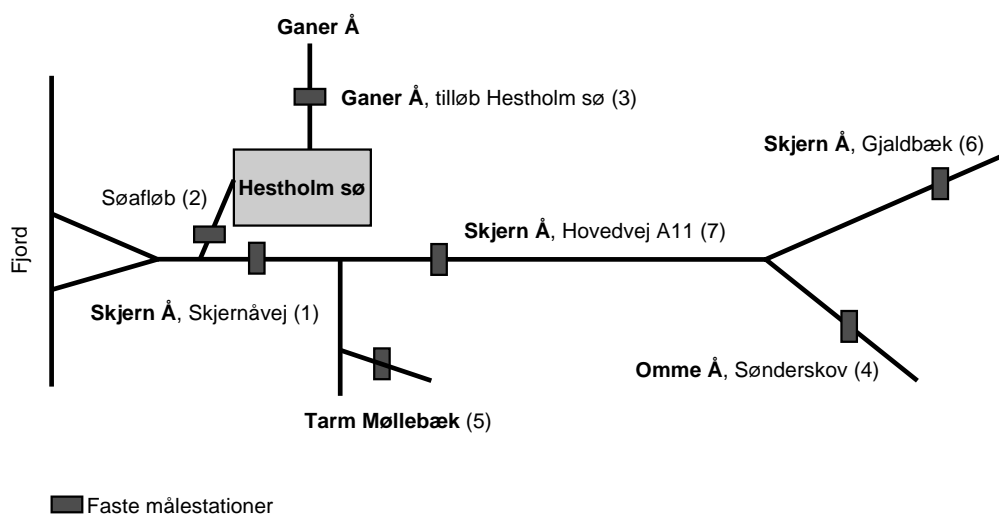 Ganer Å
Ganer Å, tilløb Hestholm sø (3)
Skjern Å, Gjaldbæk (6)
Hestholm sø
Søafløb (2)
Skjern Å, Hovedvej A11 (7)
Fjord
Skjern Å, Skjernåvej (1)
Omme Å, Sønderskov (4)
Tarm Møllebæk (5)
Faste målestationer